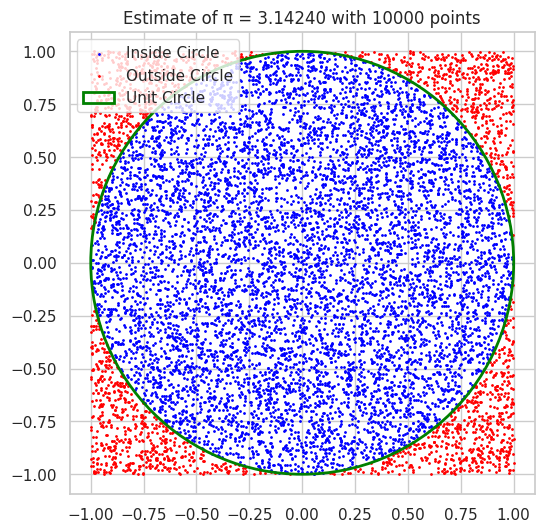 Estimate of π = 3.14240 with 10000 points
Inside Circle
Outside Circle
Unit Circle
1.00
0.75
0.50
0.25
0.00
−0.25
−0.50
−0.75
−1.00
−1.00 −0.75 −0.50 −0.25 0.00 0.25 0.50 0.75 1.00